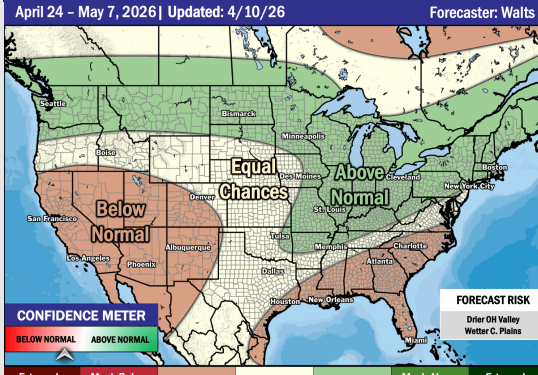 April 24 – May 7, 2026 | Updated: 4/10/26
Forecaster: Walts
Seattle
Bismarck
Minneapolis
Boise
Equal
Chances
Above
Normal
Boston
Cleveland
Des Moines
New York City
Denver
Below
Normal
St. Louis
San Francisco
Tulsa
Memphis
Charlotte
Albuquerque
Los Angeles
Phoenix
Dallas
Atlanta
Houston
New Orleans
Miami
CONFIDENCE METER
BELOW NORMAL
ABOVE NORMAL
FORECAST RISK
Drier OH Valley
Wetter C. Plains